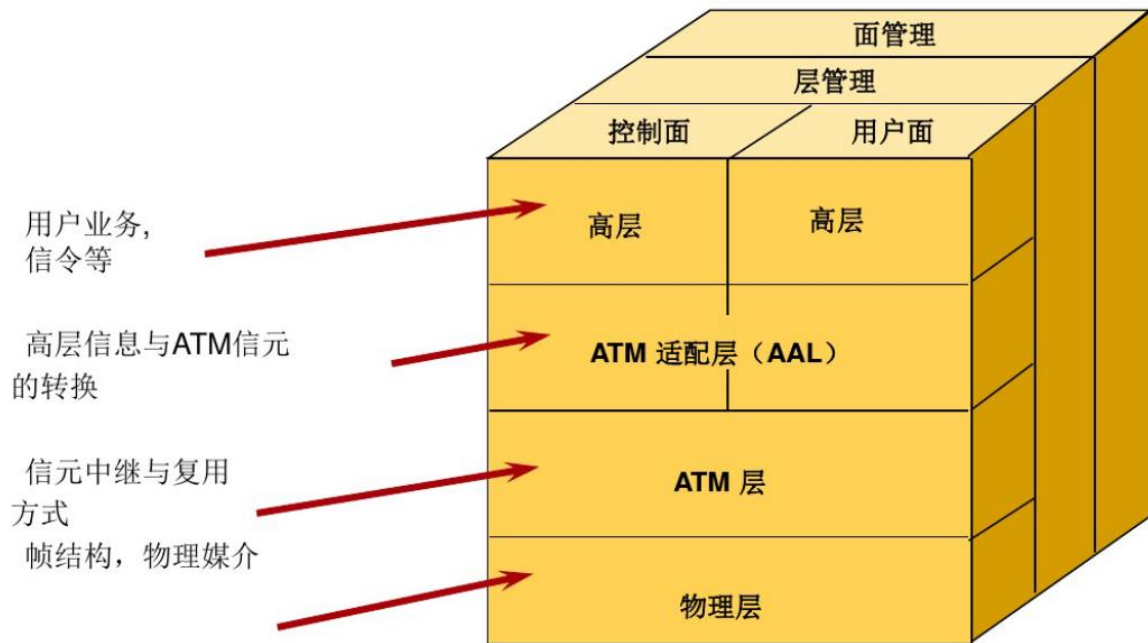 面管理
层管理
控制面
用户面
高层
高层
用户业务,
信令等
高层信息与ATM信元
的转换
ATM 适配层（AAL）
信元中继与复用
方式
ATM 层
帧结构，物理媒介
物理层